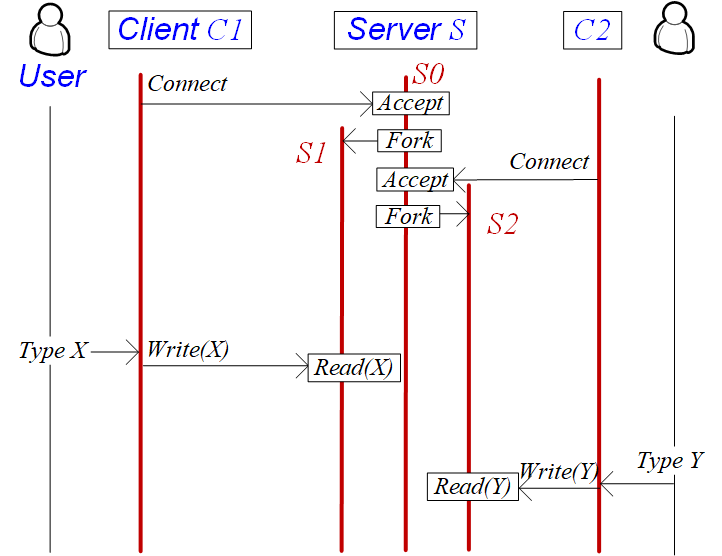 Client C1
Server S
C2
User
S0
Connect
Accept
Fork
S1
Connect
Accept
Fork
S2
Type X
Write(X)
Read(X)
Type Y
Write(Y)
Read(Y)